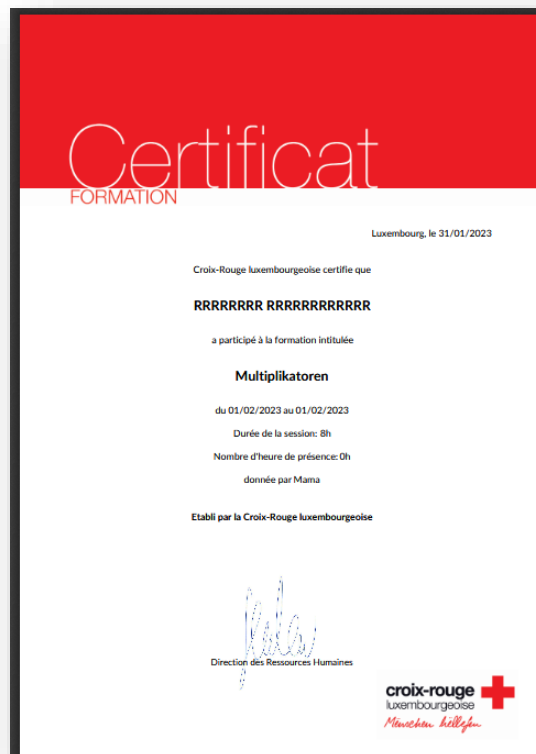 Certificat
FORMATION
Luxembourg, le 31/01/2023
Croix-Rouge luxembourgeoise certifie que
RRRRRRRR RRRRRRRRRRRR
a participé à la formation intitulée
Multiplikatoren
du 01/02/2023 au 01/02/2023
Durée de la session: 8h
Nombre d'heure de présence: 0h
donnée par Mama
Etabli par la Croix-Rouge luxembourgeoise
Direction des Ressources Humaines
croix-rouge
luxembourgeoise
Mënschen hëllefen